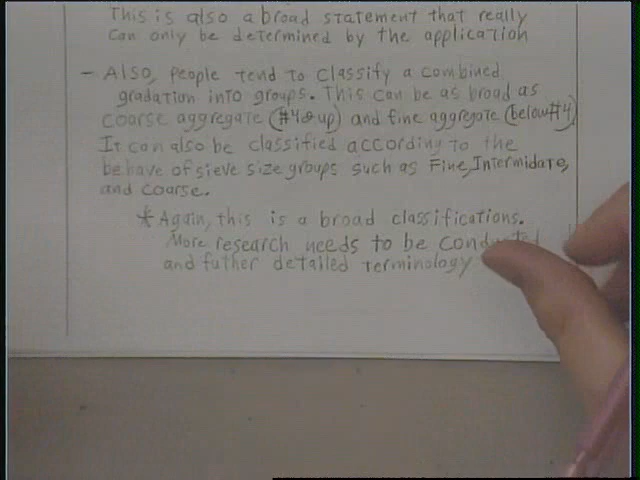 This is also a broad statement that really
can only be determined by the application
- Also, people tend to classify a combined
gradation into groups. This can be as broad as
coarse aggregate (#4&up) and fine aggregate (below#4)
It can also be classified according to the
behave of sieve size groups such as Fine, Intermidate,
and coarse.
* Again, this is a broad classifications.
More research needs to be conducted
and futher detailed terminology